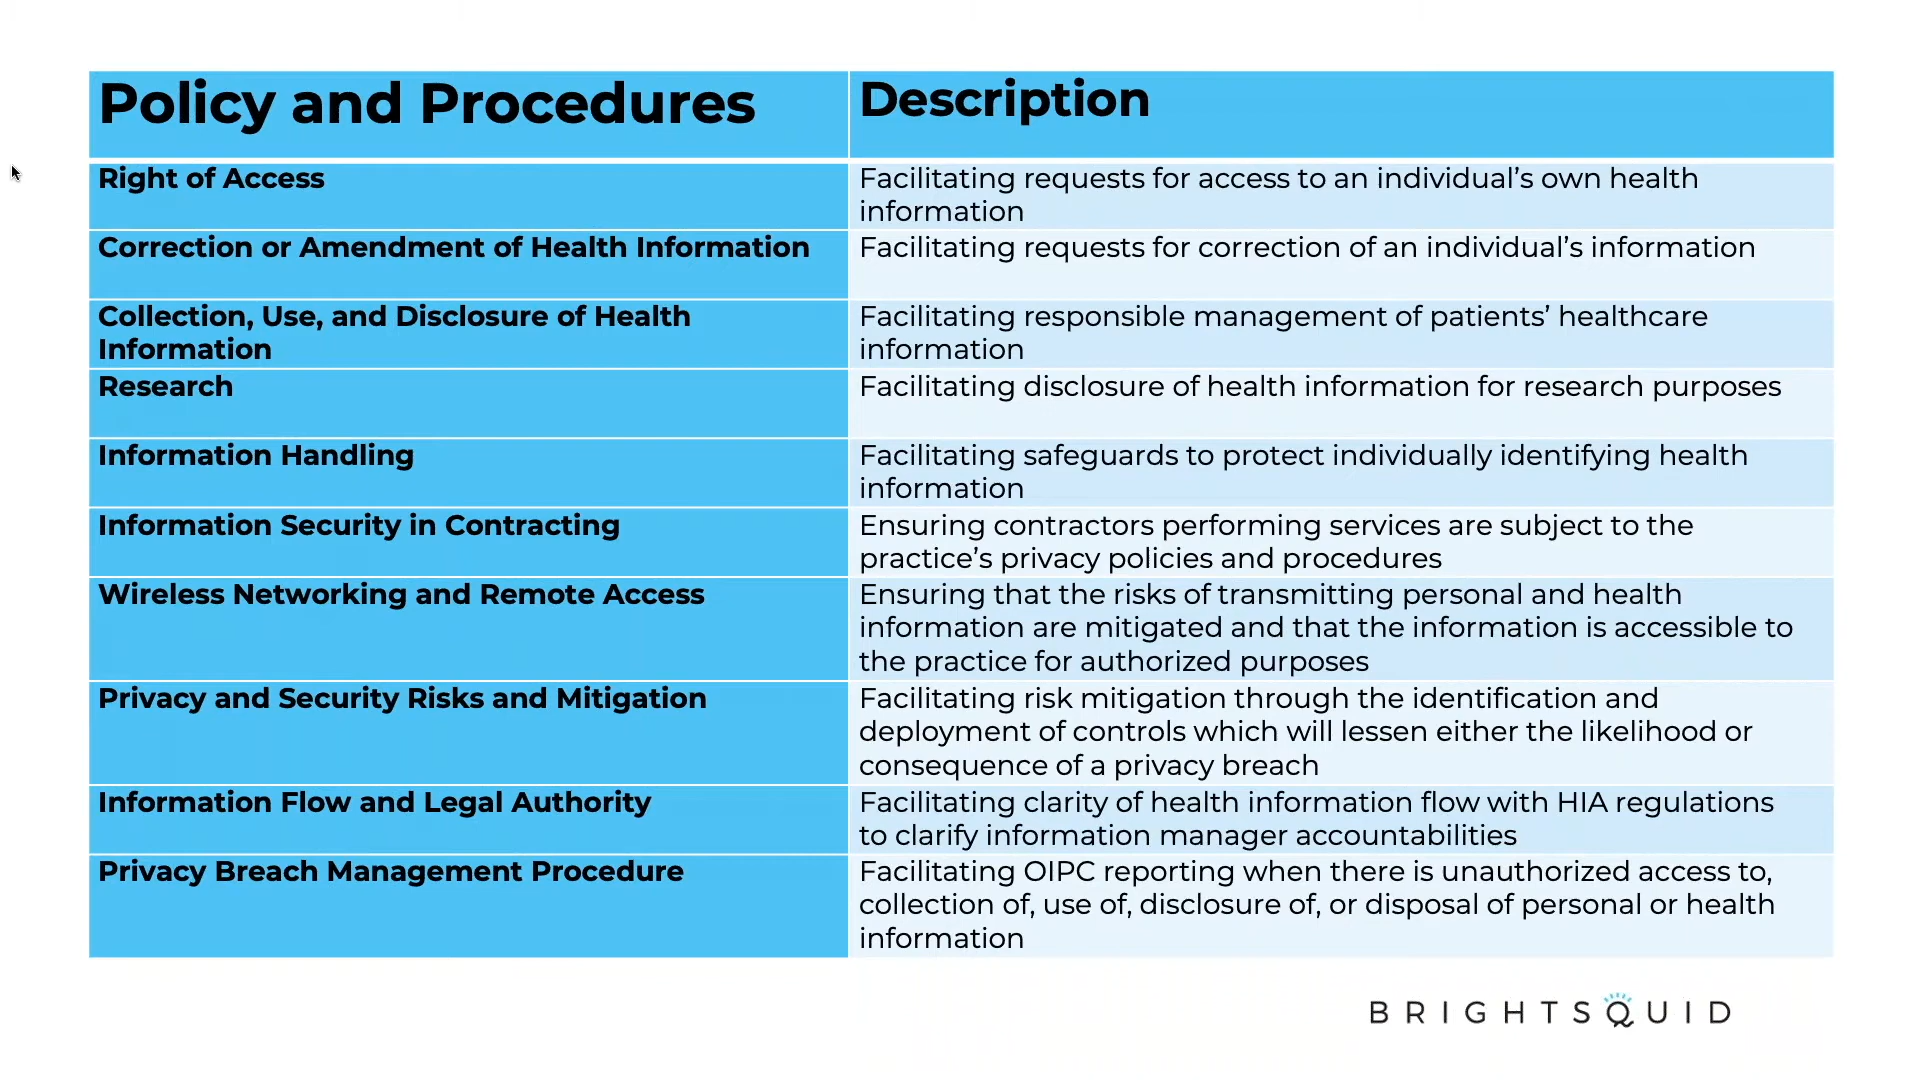 Policy and Procedures
Description
Right of Access
Facilitating requests for access to an individual’s own health
information
Correction or Amendment of Health Information
Facilitating requests for correction of an individual’s information
Collection, Use, and Disclosure of Health
Information
Facilitating responsible management of patients’ healthcare
information
Research
Facilitating disclosure of health information for research purposes
Information Handling
Facilitating safeguards to protect individually identifying health
information
Information Security in Contracting
Ensuring contractors performing services are subject to the
practice’s privacy policies and procedures
Wireless Networking and Remote Access
Ensuring that the risks of transmitting personal and health
information are mitigated and that the information is accessible to
the practice for authorized purposes
Privacy and Security Risks and Mitigation
Facilitating risk mitigation through the identification and
deployment of controls which will lessen either the likelihood or
consequence of a privacy breach
Information Flow and Legal Authority
Facilitating clarity of health information flow with HIA regulations
to clarify information manager accountabilities
Privacy Breach Management Procedure
Facilitating OIPC reporting when there is unauthorized access to,
collection of, use of, disclosure of, or disposal of personal or health
information
BRIGHTSQUID